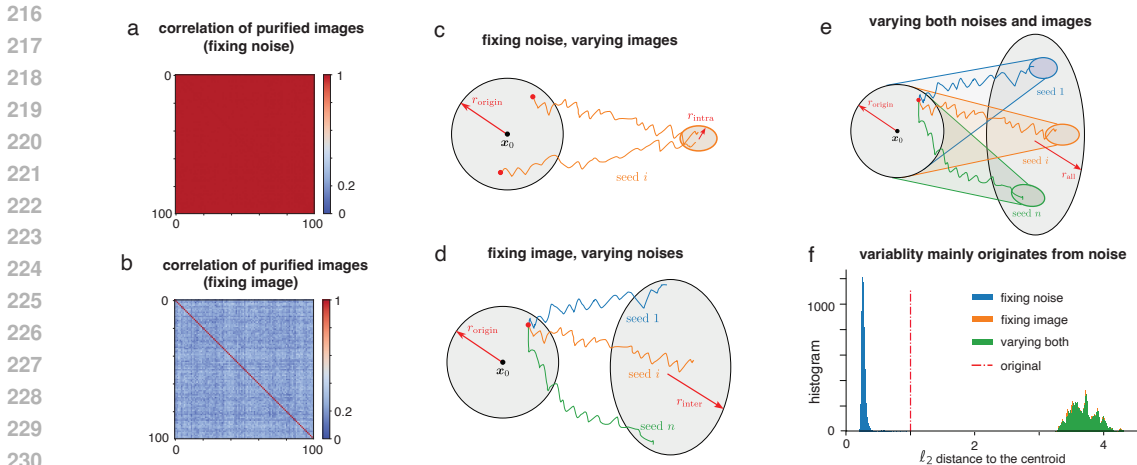 216
217
218
219
220
221
222
223
224
225
226
227
228
229
230
a
correlation of purified images
(fixing noise)
0
100
0
100
1
0.2
0
b
correlation of purified images
(fixing image)
0
100
0
100
1
0.2
0
c
fixing noise, varying images
r_origin
x_0
r_intra
seed i
d
fixing image, varying noises
r_origin
x_0
seed 1
seed i
r_inter
seed n
e
varying both noises and images
r_origin
x_0
seed 1
seed i
r_all
seed n
f
variablity mainly originates from noise
histogram
1000
0
0
2
4
ℓ_2 distance to the centroid
fixing noise
fixing image
varying both
original